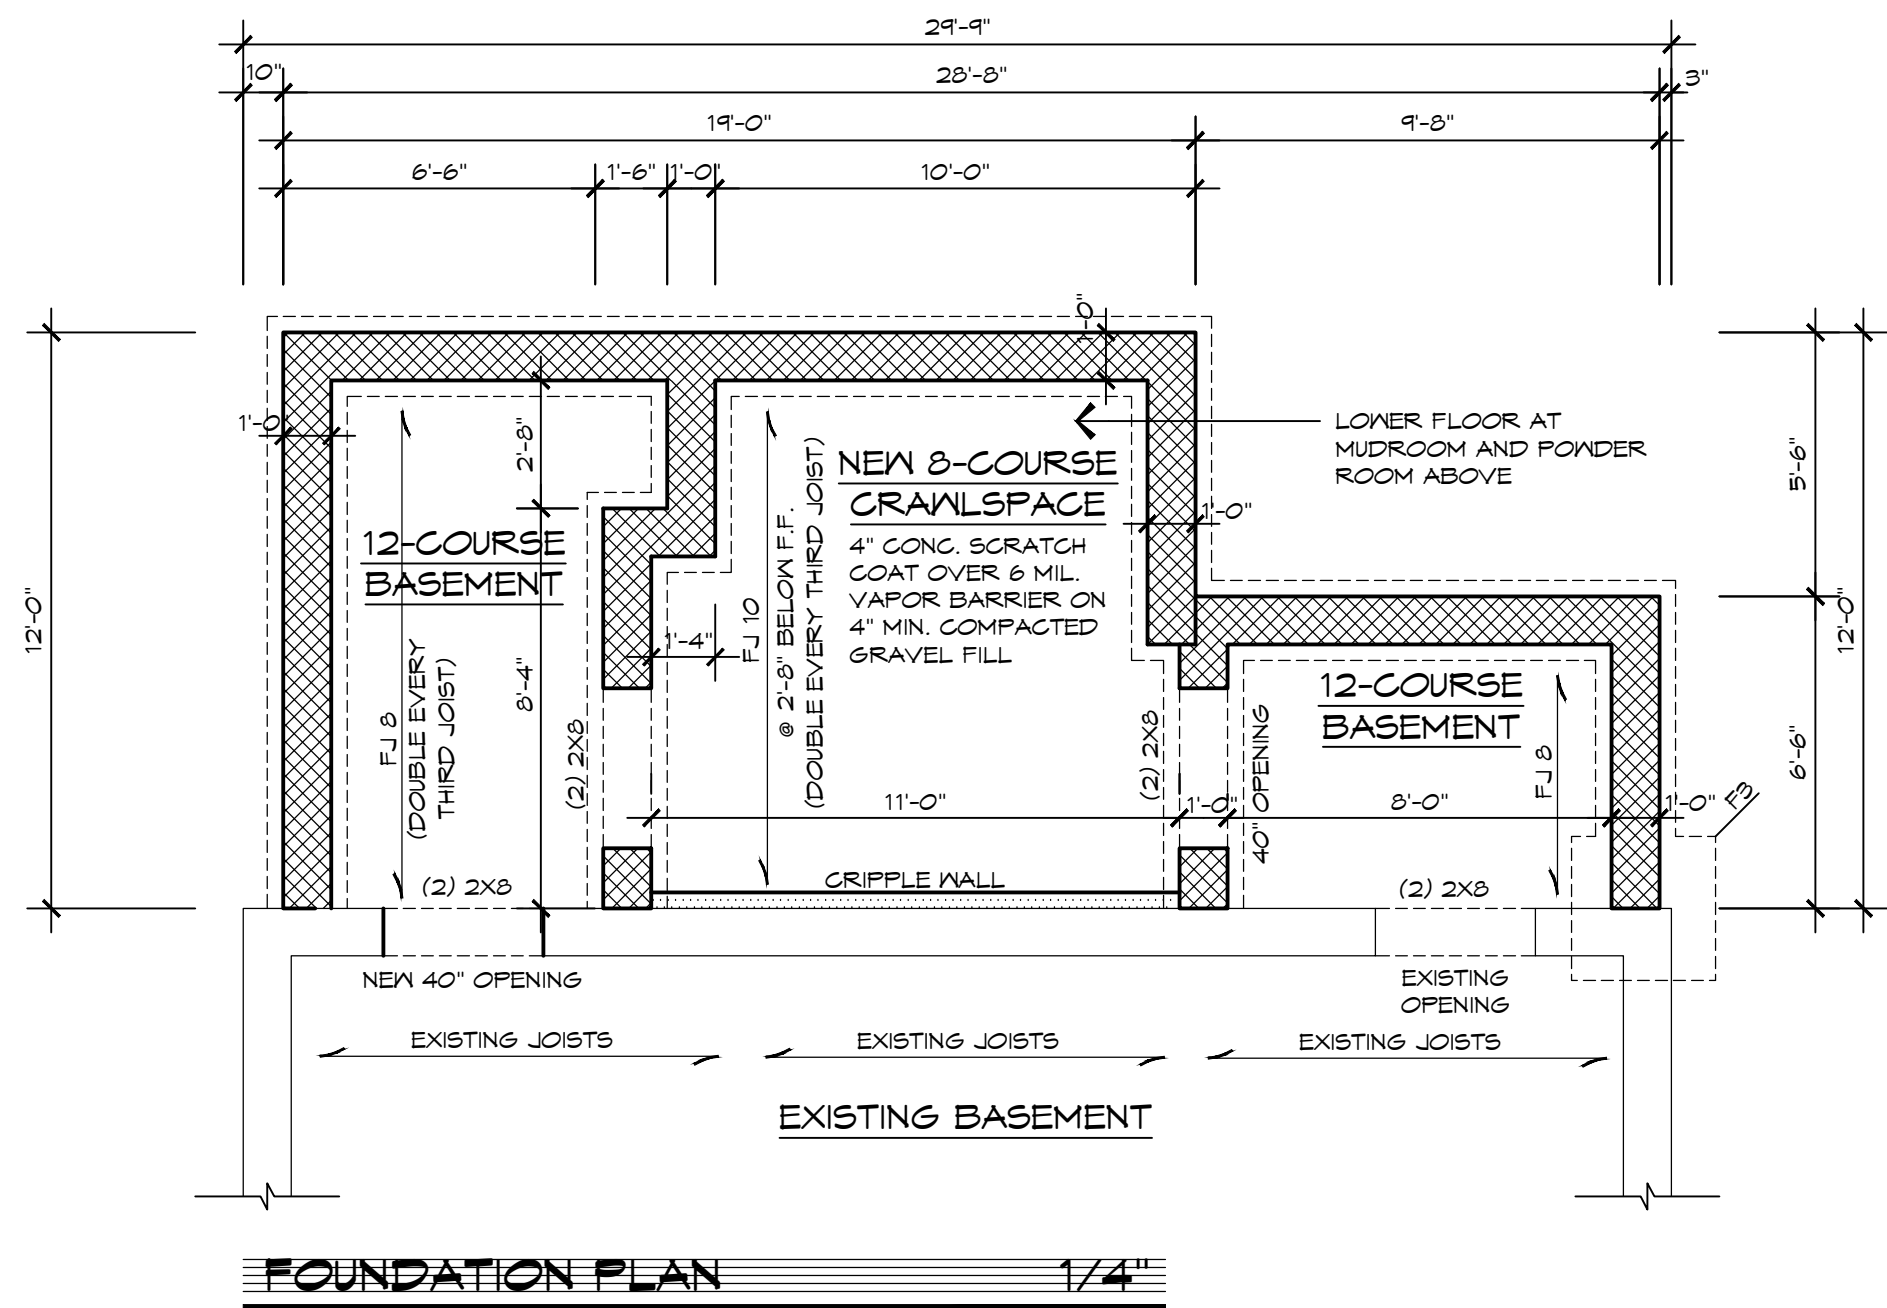 29'-9"
10"
28'-8"
3"
19'-0"
9'-8"
6'-6"
1'-6"
1'-0"
10'-0"
1'-0"
12'-0"
1'-0"
2'-8"
8'-4"
12-COURSE
BASEMENT
FJ 8
(DOUBLE EVERY
THIRD JOIST)
(2) 2X8
(2) 2X8
1'-4"
FJ 10
@ 2'-8" BELOW F.F.
(DOUBLE EVERY THIRD JOIST)
NEW 8-COURSE
CRAWLSPACE
4" CONC. SCRATCH
COAT OVER 6 MIL.
VAPOR BARRIER ON
4" MIN. COMPACTED
GRAVEL FILL
LOWER FLOOR AT
MUDROOM AND POWDER
ROOM ABOVE
1'-0"
5'-6"
12'-0"
6'-6"
12-COURSE
BASEMENT
(2) 2X8
40" OPENING
FJ 8
11'-0"
1'-0"
8'-0"
1'-0"
F3
CRIPPLE WALL
(2) 2X8
NEW 40" OPENING
EXISTING
OPENING
EXISTING JOISTS
EXISTING JOISTS
EXISTING JOISTS
EXISTING BASEMENT
FOUNDATION PLAN 1/4"